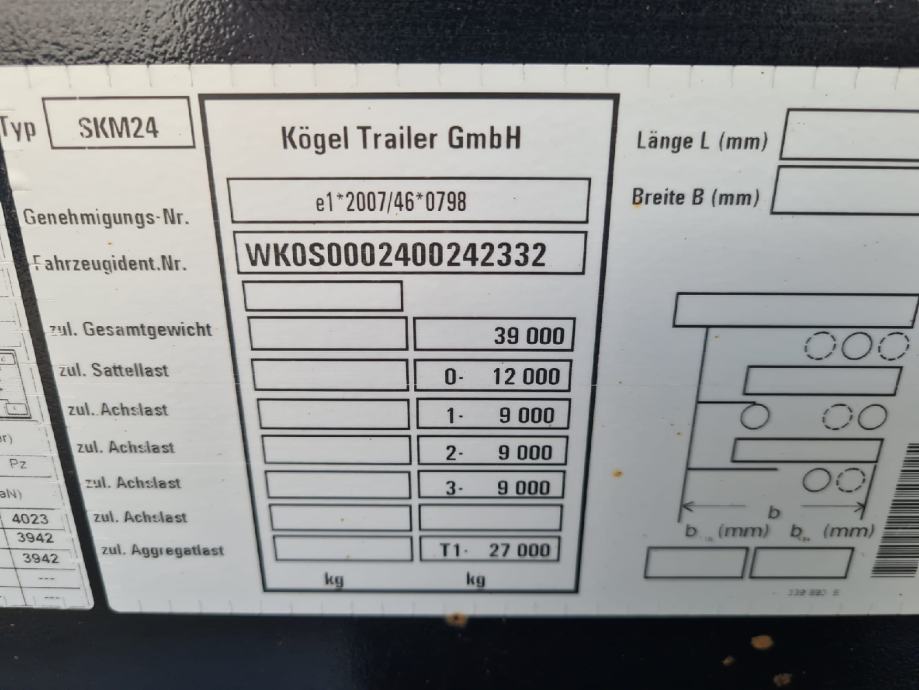 Typ SKM24
Kögel Trailer GmbH
Genehmigungs-Nr. e1*2007/46*0798
Fahrzeugident.Nr. WK0S0002400242332
zul. Gesamtgewicht 39 000
zul. Sattellast 0- 12 000
zul. Achslast 1- 9 000
zul. Achslast 2- 9 000
zul. Achslast 3- 9 000
zul. Achslast
zul. Aggregatlast T1- 27 000
kg kg
Länge L (mm)
Breite B (mm)
b
b (mm) b (mm)
Pz
4023
3942
3942
---
---